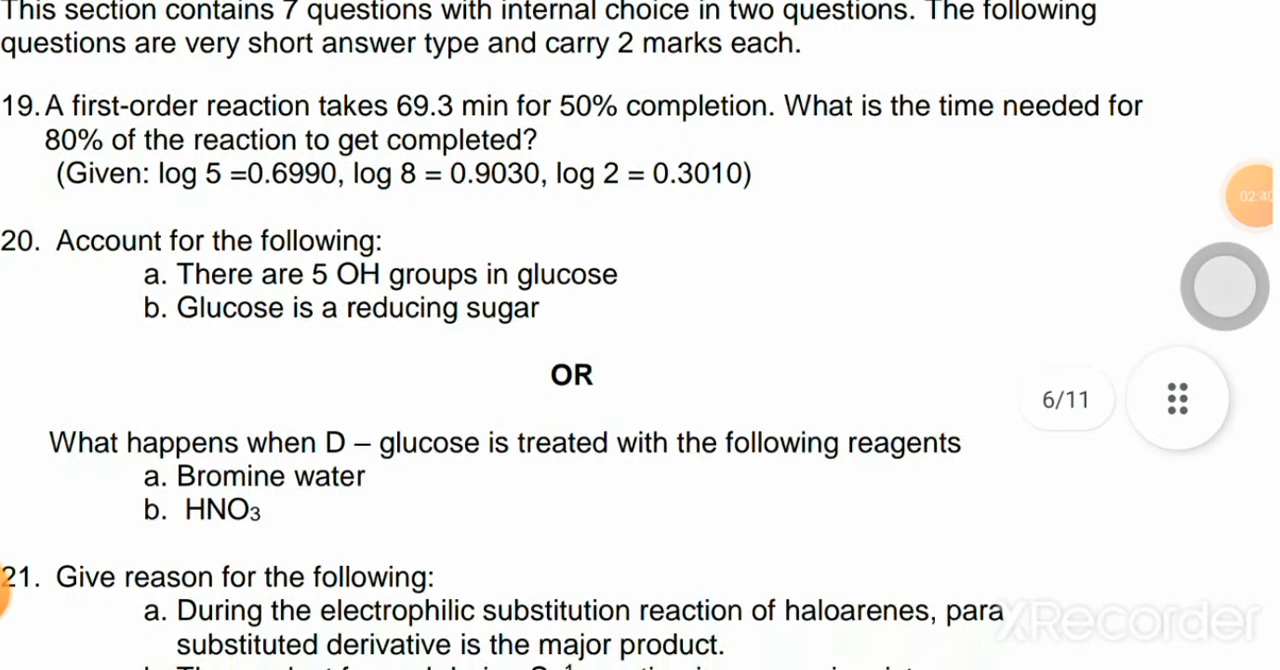 This section contains 7 questions with internal choice in two questions. The following
questions are very short answer type and carry 2 marks each.
19. A first-order reaction takes 69.3 min for 50% completion. What is the time needed for
80% of the reaction to get completed?
(Given: log 5 =0.6990, log 8 = 0.9030, log 2 = 0.3010)
02:40
20. Account for the following:
a. There are 5 OH groups in glucose
b. Glucose is a reducing sugar
OR
6/11
What happens when D – glucose is treated with the following reagents
a. Bromine water
b. HNO₃
21. Give reason for the following:
a. During the electrophilic substitution reaction of haloarenes, para
substituted derivative is the major product.
XRecorder